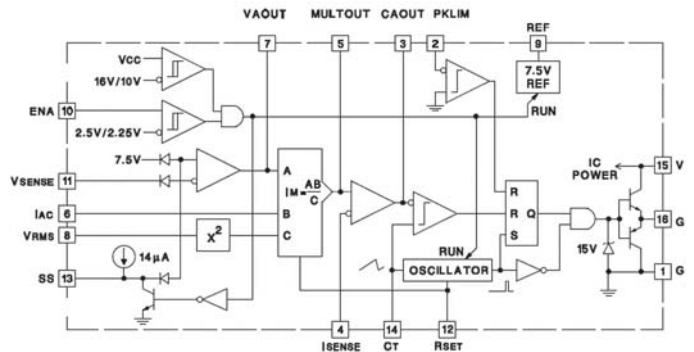 VAOUT MULTOUT CAOUT PKLIM REF
7 5 3 2 9
VCC
16V/10V
7.5V
REF
ENA 10
RUN
2.5V/2.25V
IC
POWER
15 V
7.5V
A
IM= AB
C
R
VSENSE 11
IAC 6
B
R Q
16 G
VRMS 8
X²
C
S
14µA
RUN
15V
SS 13
OSCILLATOR
1 G
4 14 12
ISENSE CT RSET